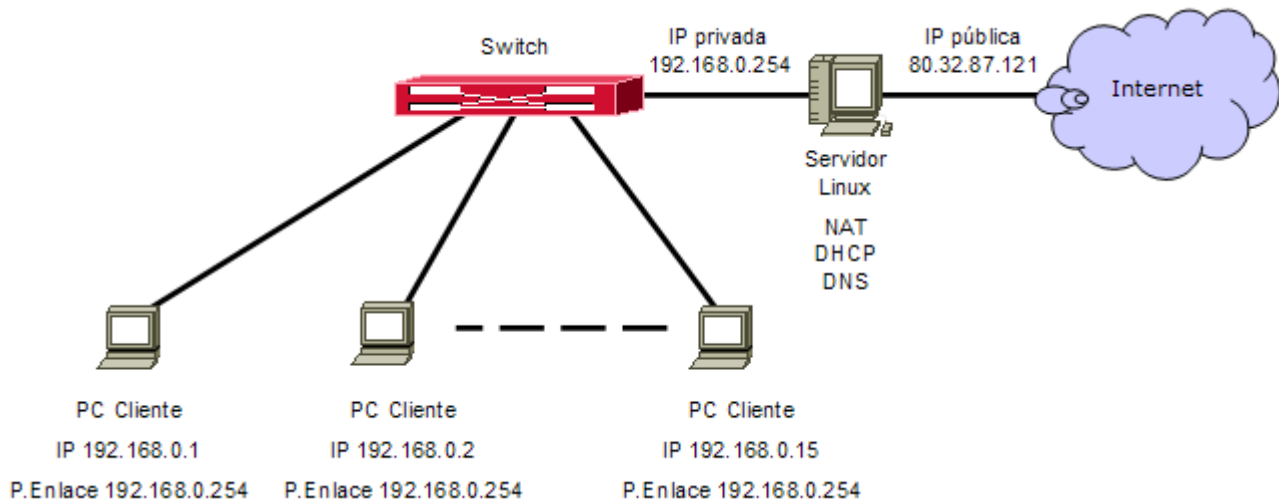 Switch
IP privada
192.168.0.254
IP pública
80.32.87.121
Internet
Servidor
Linux
NAT
DHCP
DNS
PC Cliente
IP 192.168.0.1
P.Enlace 192.168.0.254
PC Cliente
IP 192.168.0.2
P.Enlace 192.168.0.254
PC Cliente
IP 192.168.0.15
P.Enlace 192.168.0.254